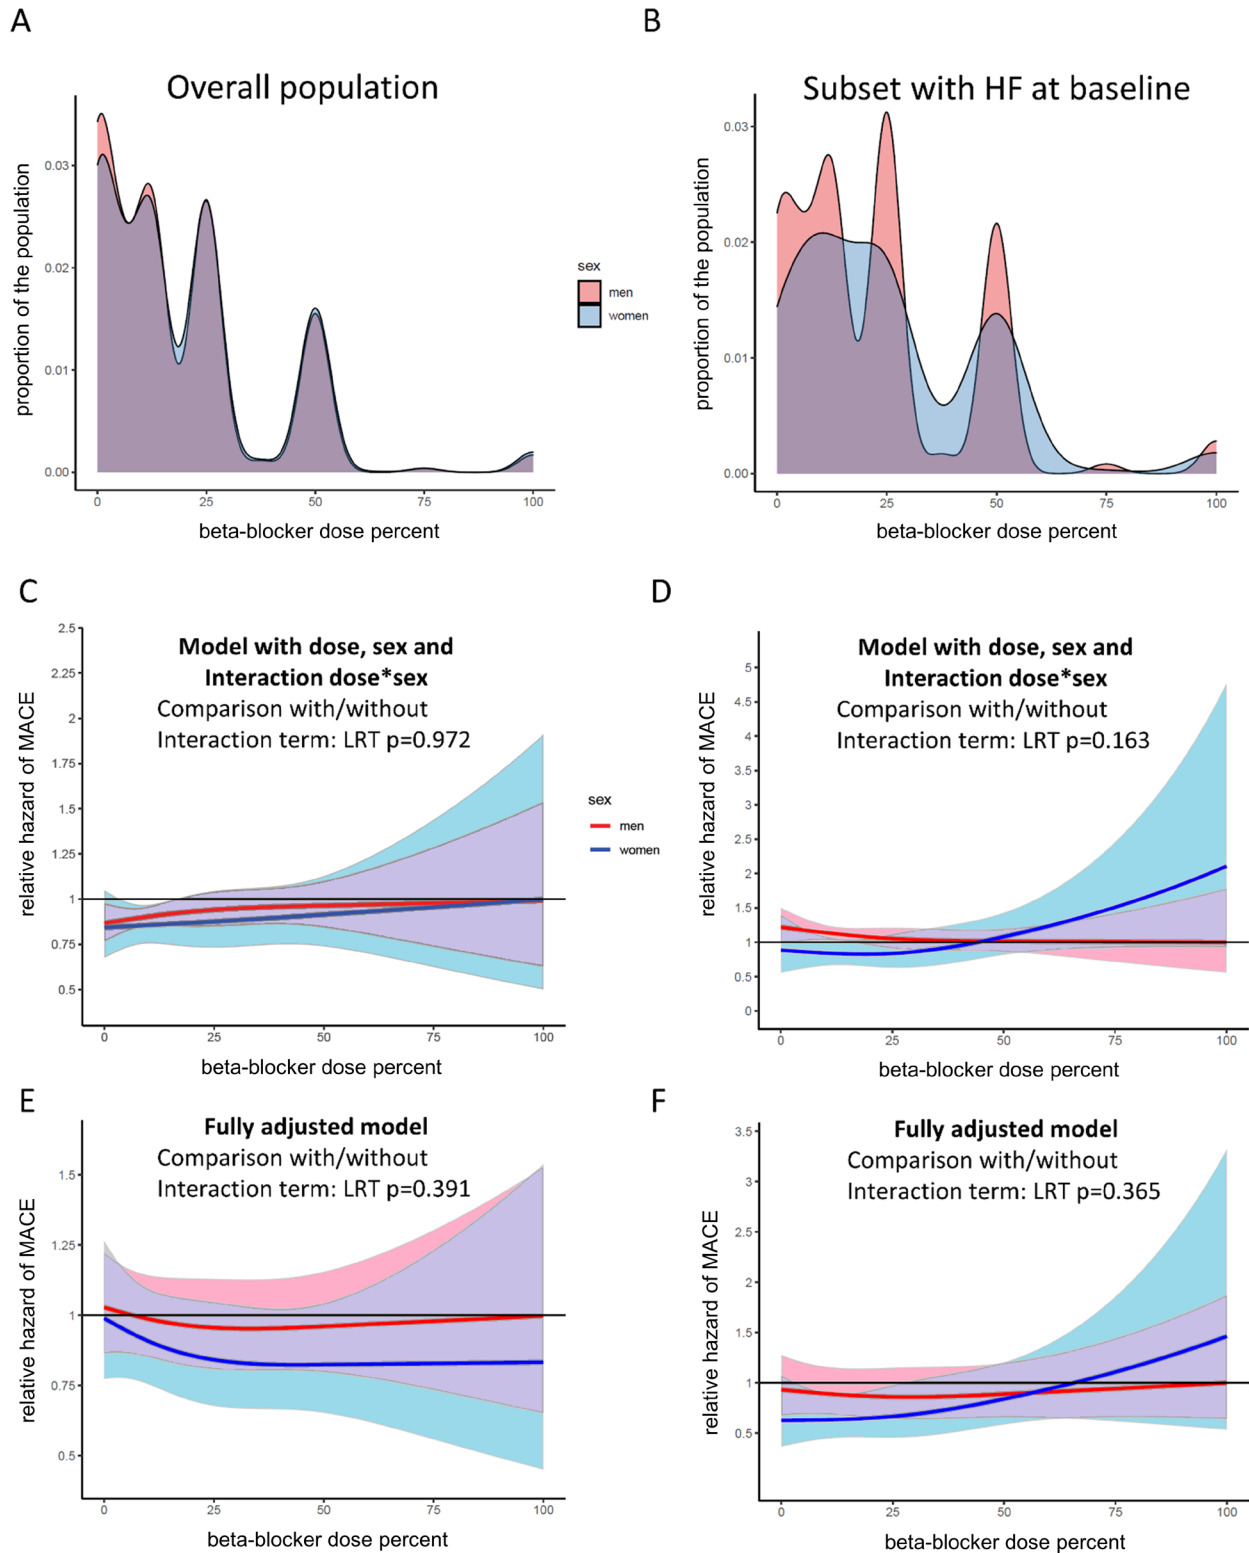 A
B
Overall population
Subset with HF at baseline
proportion of the population
0.03
0.02
0.01
0.00
0
25
50
75
100
beta-blocker dose percent
sex
men
women
proportion of the population
0.03
0.02
0.01
0.00
0
25
50
75
100
beta-blocker dose percent
C
D
Model with dose, sex and
Interaction dose*sex
Comparison with/without
Interaction term: LRT p=0.972
relative hazard of MACE
2.5
2.25
2
1.75
1.5
1.25
1
0.75
0.5
0
25
50
75
100
beta-blocker dose percent
sex
men
women
Model with dose, sex and
Interaction dose*sex
Comparison with/without
Interaction term: LRT p=0.163
relative hazard of MACE
5
4.5
4
3.5
3
2.5
2
1.5
1
0.5
0
0
25
50
75
100
beta-blocker dose percent
E
F
Fully adjusted model
Comparison with/without
Interaction term: LRT p=0.391
relative hazard of MACE
1.5
1.25
1
0.75
0.5
0
25
50
75
100
beta-blocker dose percent
Fully adjusted model
Comparison with/without
Interaction term: LRT p=0.365
relative hazard of MACE
3.5
3
2.5
2
1.5
1
0.5
0
25
50
75
100
beta-blocker dose percent